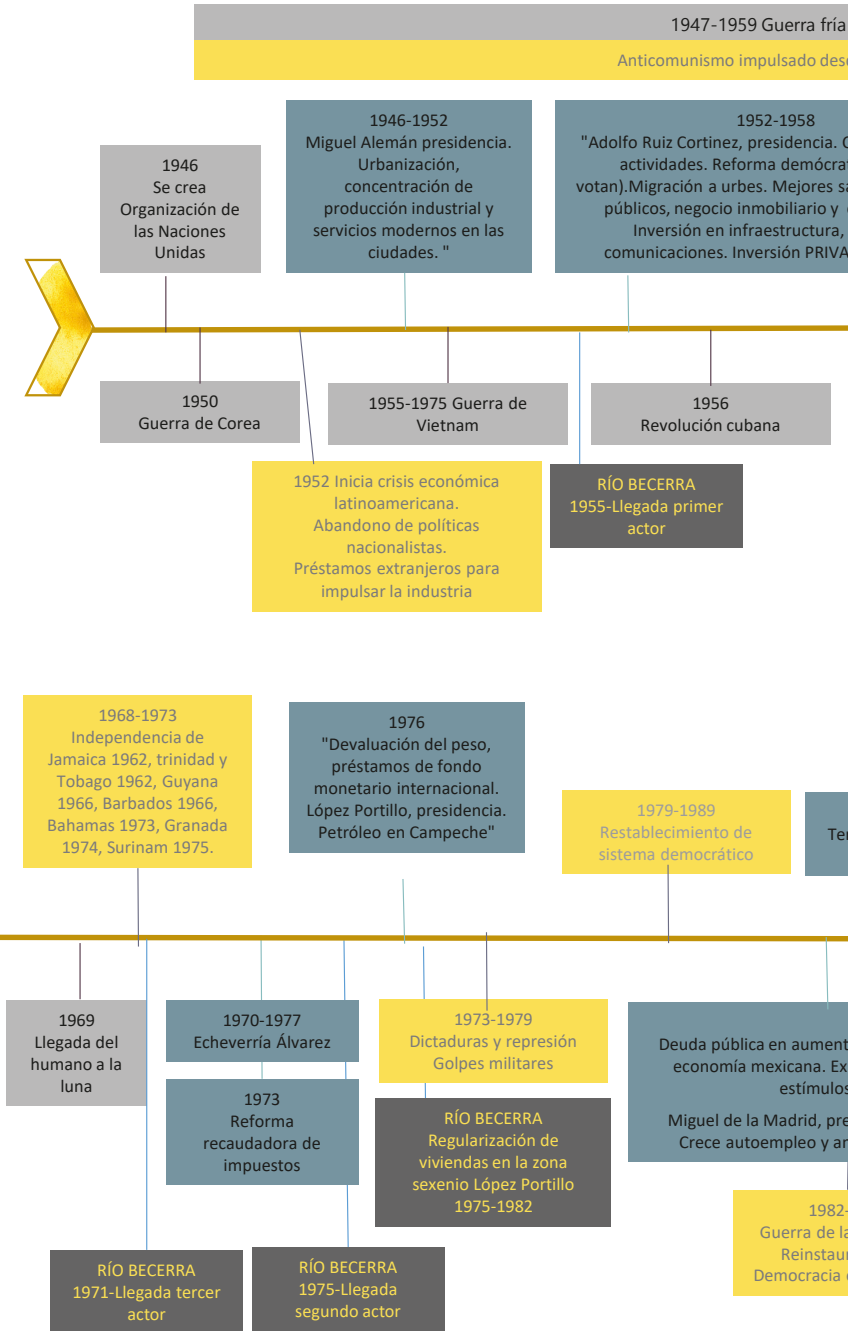 1947-1959 Guerra fría
Anticomunismo impulsado
1946
Se crea
Organización de
las Naciones
Unidas
1946-1952
Miguel Alemán presidencia.
Urbanización,
concentración de
producción industrial y
servicios modernos en las
ciudades. "
1952-1958
"Adolfo Ruiz Cortinez, presidencia.
actividades. Reforma
votan).Migración a urbes. Mejores
públicos, negocio inmobiliario y
Inversión en infraestructura,
comunicaciones. Inversión
1950
Guerra de Corea
1955-1975 Guerra de
Vietnam
1956
Revolución cubana
1952 Inicia crisis económica
latinoamericana.
Abandono de políticas
nacionalistas.
Préstamos extranjeros para
impulsar la industria
RÍO BECERRA
1955-Llegada primer
actor
1968-1973
Independencia de
Jamaica 1962, trinidad y
Tobago 1962, Guyana
1966, Barbados 1966,
Bahamas 1973, Granada
1974, Surinam 1975.
1976
"Devaluación del peso,
préstamos de fondo
monetario internacional.
López Portillo, presidencia.
Petróleo en Campeche"
1979-1989
Restablecimiento de
sistema democrático
1969
Llegada del
humano a la
luna
1970-1977
Echeverría Álvarez
1973
Reforma
recaudadora de
impuestos
1973-1979
Dictaduras y represión
Golpes militares
RÍO BECERRA
Regularización de
viviendas en la zona
sexenio López Portillo
1975-1982
Deuda pública en
economía mexicana.
estímulos
Miguel de la Madrid,
Crece autoempleo y
1982-
Guerra de
Democracia
RÍO BECERRA
1971-Llegada tercer
actor
RÍO BECERRA
1975-Llegada
segundo actor